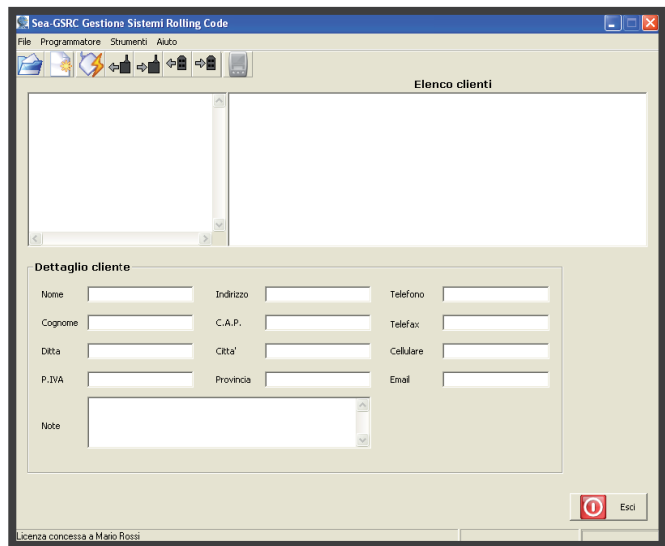 Sea-GSRC Gestione Sistemi Rolling Code
File Programmatore Strumenti Aiuto
Elenco clienti
Dettaglio cliente
Nome Indirizzo Telefono
Cognome C.A.P. Telefax
Ditta Citta' Cellulare
P.IVA Provincia Email
Note
Esci
Licenza concessa a Mario Rossi